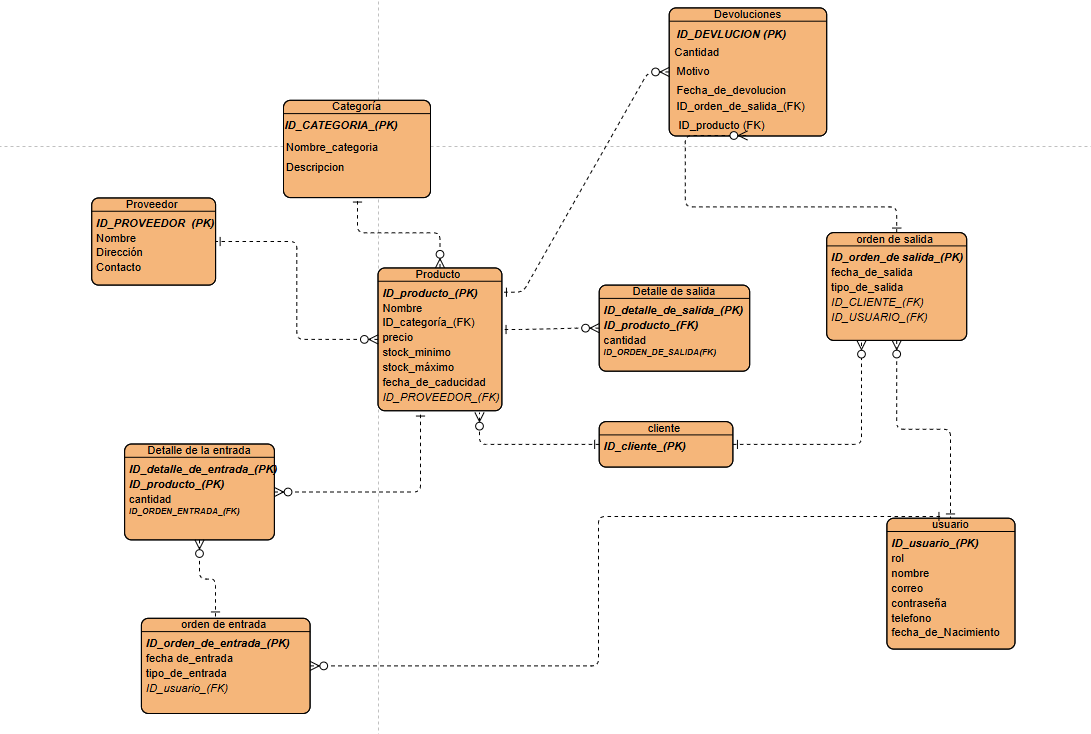 Devoluciones
ID_DEVLUCION (PK)
Cantidad
Motivo
Fecha_de_devolucion
ID_orden_de_salida_(FK)
ID_producto (FK)
Categoría
ID_CATEGORIA_(PK)
Nombre_categoria
Descripcion
Proveedor
ID_PROVEEDOR (PK)
Nombre
Dirección
Contacto
orden de salida
ID_orden_de salida_(PK)
fecha_de_salida
tipo_de_salida
ID_CLIENTE_(FK)
ID_USUARIO_(FK)
Producto
ID_producto_(PK)
Nombre
ID_categoría_(FK)
precio
stock_minimo
stock_máximo
fecha_de_caducidad
ID_PROVEEDOR_(FK)
Detalle de salida
ID_detalle_de_salida_(PK)
ID_producto_(FK)
cantidad
ID_ORDEN_DE_SALIDA(FK)
cliente
ID_cliente_(PK)
Detalle de la entrada
ID_detalle_de_entrada_(PK)
ID_producto_(PK)
cantidad
ID_ORDEN_ENTRADA_(FK)
usuario
ID_usuario_(PK)
rol
nombre
correo
contraseña
telefono
fecha_de_Nacimiento
orden de entrada
ID_orden_de_entrada_(PK)
fecha de_entrada
tipo_de_entrada
ID_usuario_(FK)